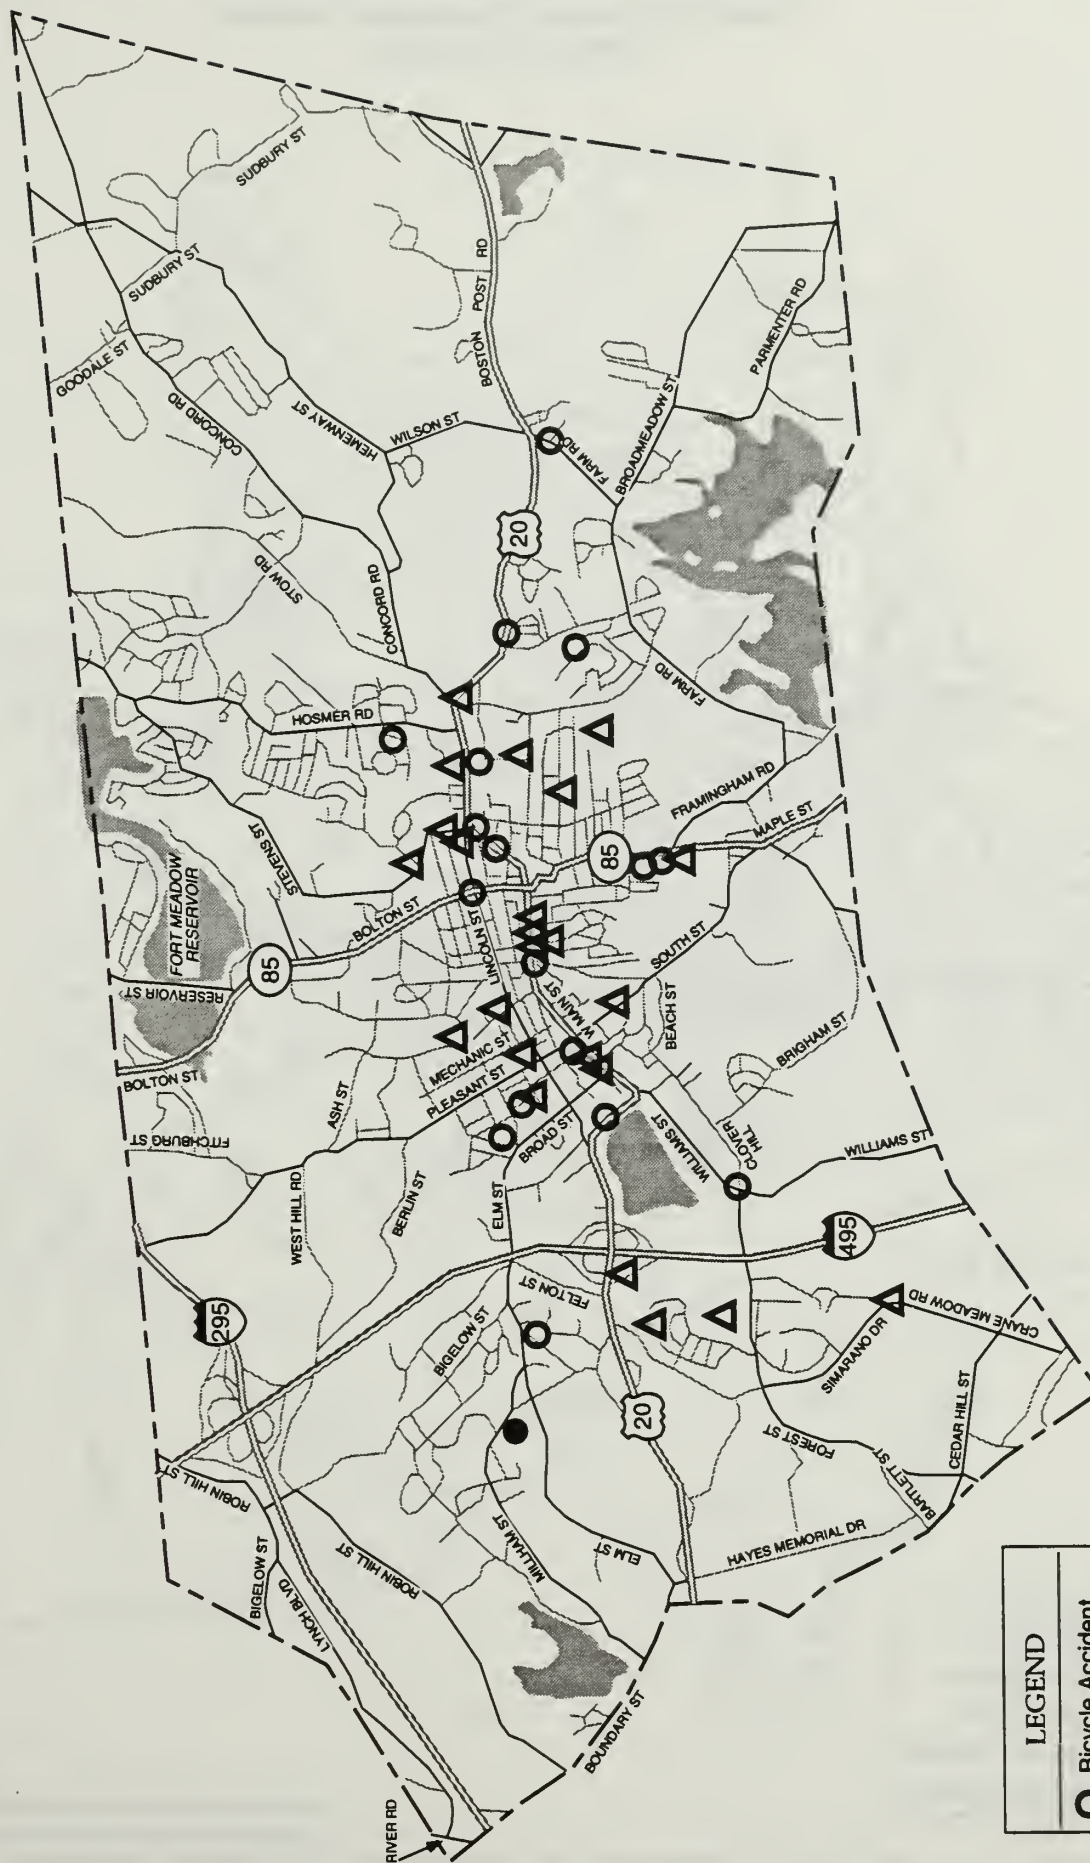 SUDBURY ST
SUDBURY ST
GOODALE ST
CONCORD RD
HEMENWAY ST
WILSON ST
BOSTON POST RD
FARM RD
BROADMEADOW ST
PARMENTER RD
20
STOW RD
CONCORD RD
HOSMER RD
FARM RD
FRAMINGHAM RD
MAPLE ST
85
STEVENS ST
FORT MEADOW
RESERVOIR
BOLTON ST
85
RESERVOIR ST
LINCOLN ST
SOUTH ST
W MAIN ST
BEACH ST
BRIGHAM ST
BOLTON ST
MECHANIC ST
PLEASANT ST
ASH ST
FITCHBURG ST
BROAD ST
WILLIAMS ST
CLOVER
HILL
WILLIAMS ST
WEST HILL RD
BERLIN ST
ELM ST
495
295
FELTON ST
BIGELOW ST
CRANE MEADOW RD
SIMARANO DR
20
FOREST ST
CEDAR HILL ST
BARTLETT ST
HAYES MEMORIAL DR
ROBIN HILL ST
BIGELOW ST
LYNCH BLVD
ROBIN HILL ST
MILLHAM ST
ELM ST
BOUNDARY ST
RIVER RD
LEGEND
Bicycle Accident